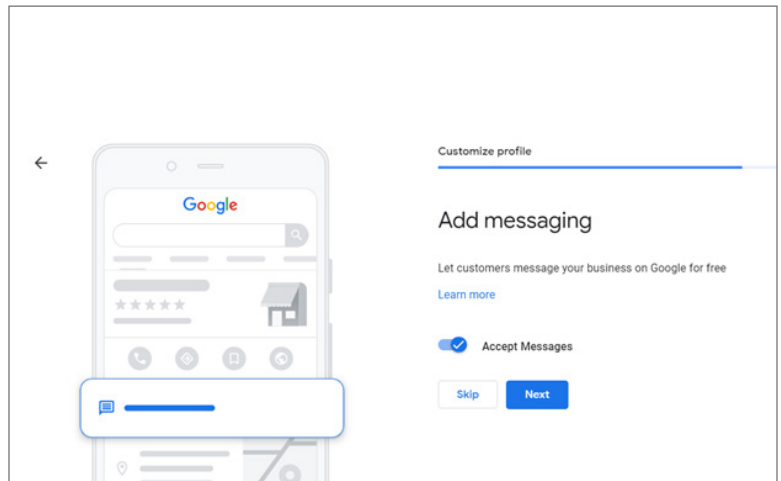 Customize profile
Google
Add messaging
Let customers message your business on Google for free
Learn more
Accept Messages
Skip
Next